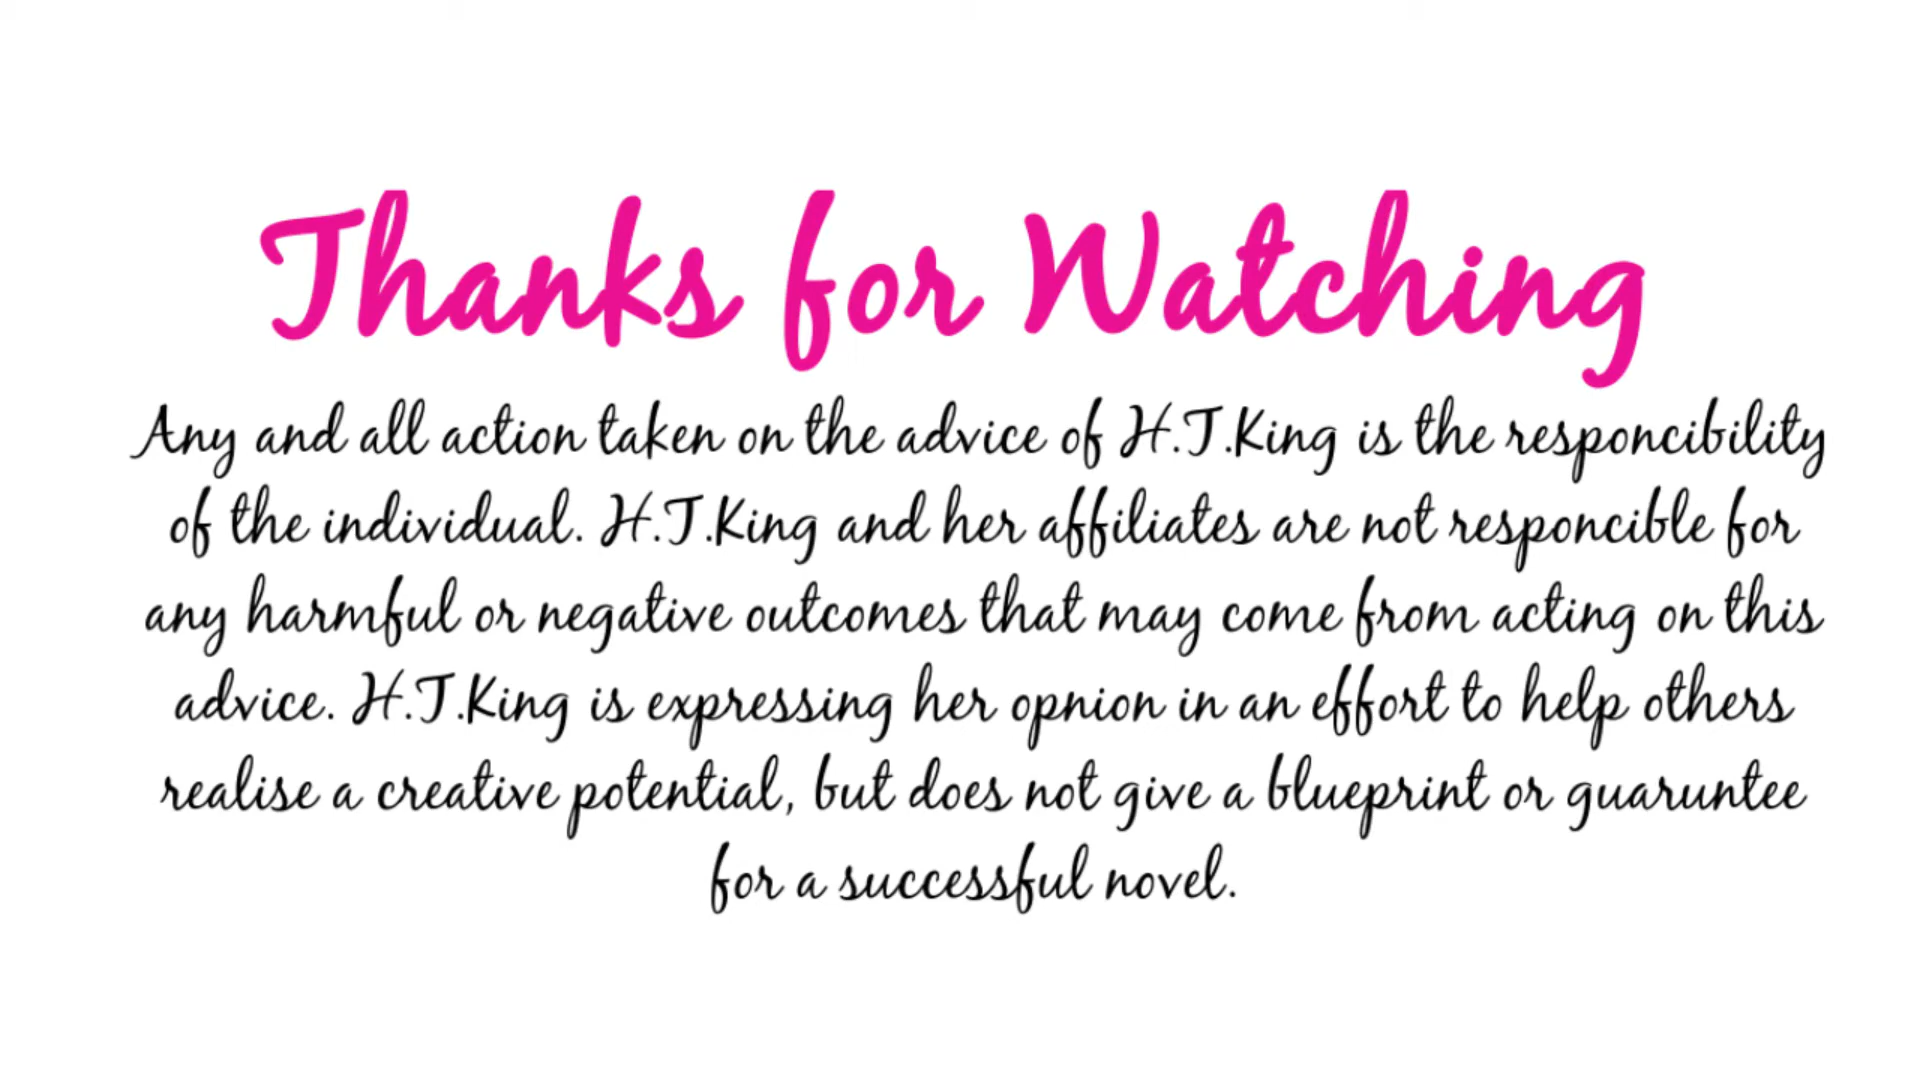 Thanks for Watching
Any and all action taken on the advice of H.T.King is the responcibility
of the individual. H.T.King and her affiliates are not responcible for
any harmful or negative outcomes that may come from acting on this
advice. H.T.King is expressing her opnion in an effort to help others
realise a creative potential, but does not give a blueprint or guaruntee
for a successful novel.